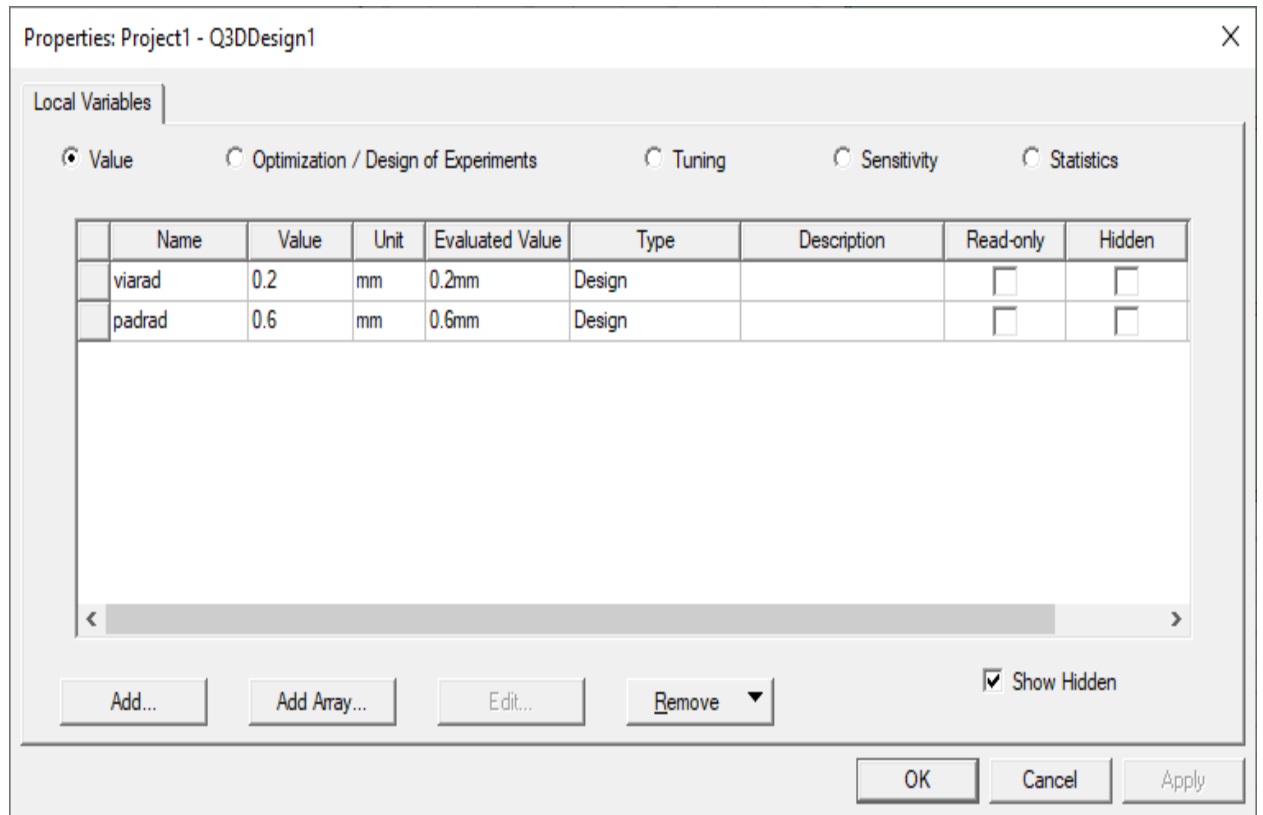 Properties: Project1 - Q3DDesign1
Local Variables
Value Optimization / Design of Experiments Tuning Sensitivity Statistics
Name Value Unit Evaluated Value Type Description Read-only Hidden
viarad 0.2 mm 0.2mm Design
padrad 0.6 mm 0.6mm Design
Show Hidden
Add... Add Array... Edit... Remove
OK Cancel Apply